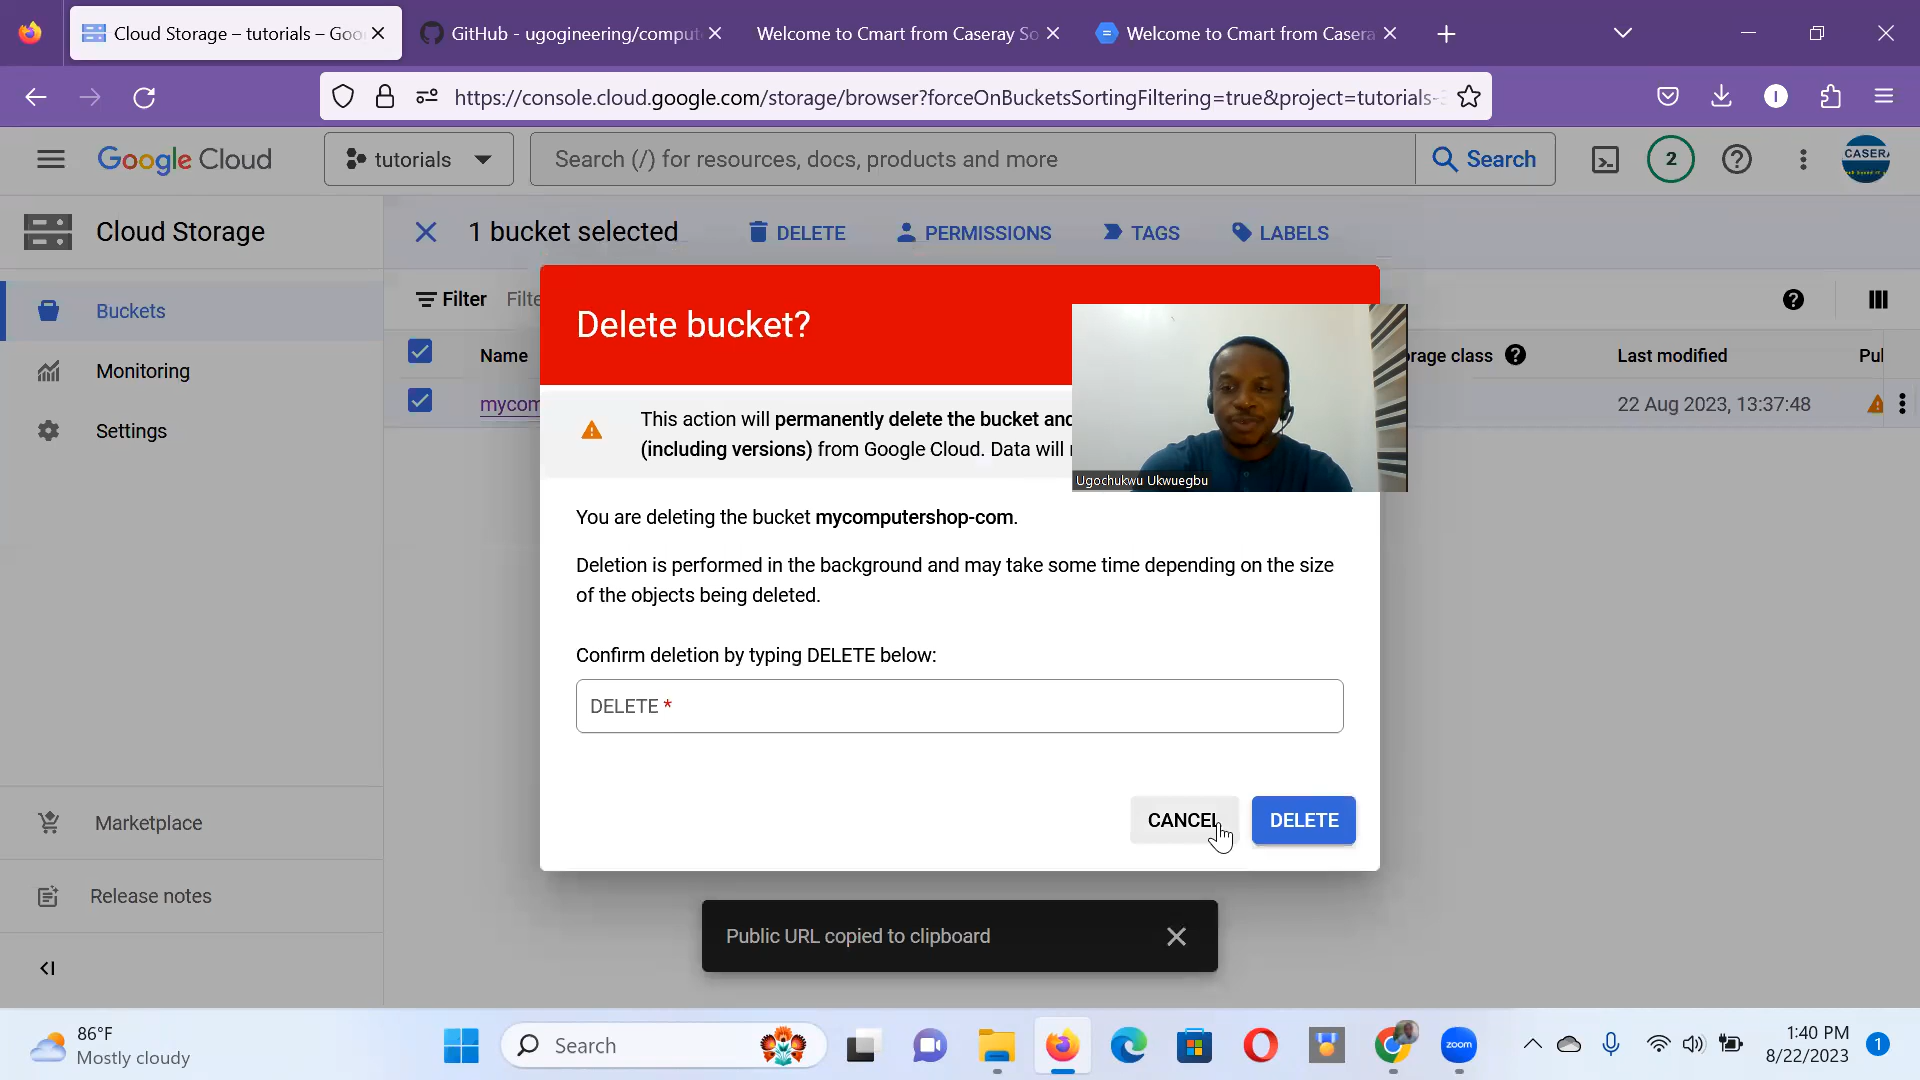 Cloud Storage – tutorials – Goo
GitHub - ugogineering/comput
Welcome to Cmart from Caseray So
Welcome to Cmart from Casera
https://console.cloud.google.com/storage/browser?forceOnBucketsSortingFiltering=true&project=tutorials-
Google Cloud
tutorials
Search (/) for resources, docs, products and more
Search
2
CASERA
Cloud Storage
1 bucket selected
DELETE
PERMISSIONS
TAGS
LABELS
Buckets
Monitoring
Settings
Marketplace
Release notes
Filter
Filte
Name
rage class
Last modified
Pul
mycom
22 Aug 2023, 13:37:48
Delete bucket?
This action will permanently delete the bucket and
(including versions) from Google Cloud. Data will
Ugochukwu Ukwuegbu
You are deleting the bucket mycomputershop-com.
Deletion is performed in the background and may take some time depending on the size
of the objects being deleted.
Confirm deletion by typing DELETE below:
DELETE *
CANCEL
DELETE
Public URL copied to clipboard
86°F
Mostly cloudy
Search
zoom
1:40 PM
8/22/2023
1